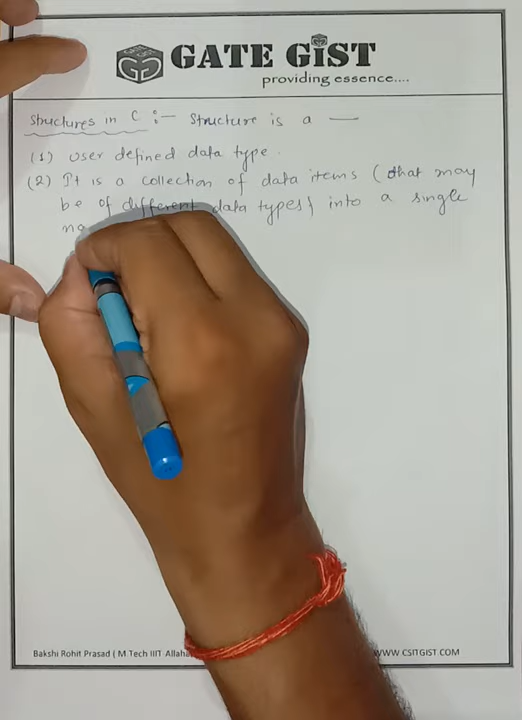 GATE GIST
providing essence....
Structures in C :— Structure is a —
(1) User defined data type.
(2) It is a collection of data items (that may
be of different data types) into a single
na
Bakshi Rohit Prasad ( M Tech IIIT Allaha
WWW.CSITGIST.COM